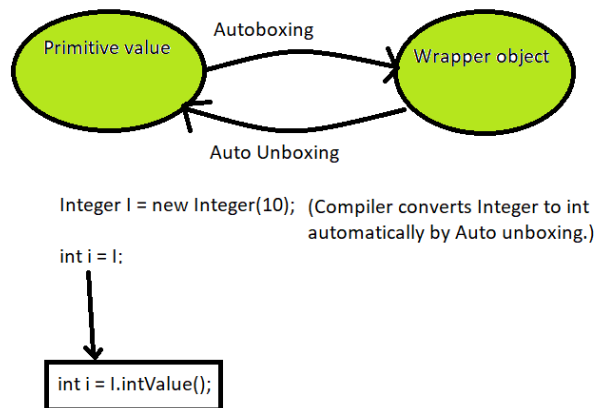 Autoboxing
Primitive value
Wrapper object
Auto Unboxing
Integer I = new Integer(10); (Compiler converts Integer to int
automatically by Auto unboxing.)
int i = I;
int i = I.intValue();